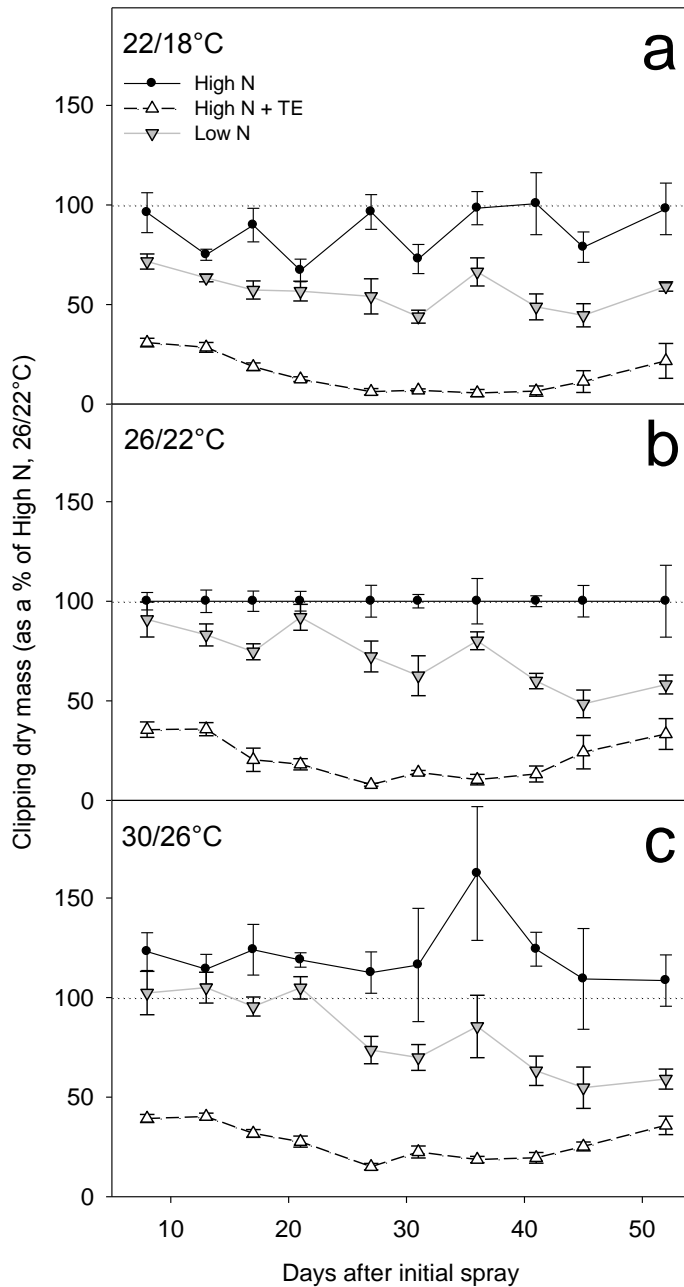 22/18°C
a
High N
High N + TE
Low N
150
100
50
0
26/22°C
b
150
100
50
0
30/26°C
c
150
100
50
0
Clipping dry mass (as a % of High N, 26/22°C)
10 20 30 40 50
Days after initial spray